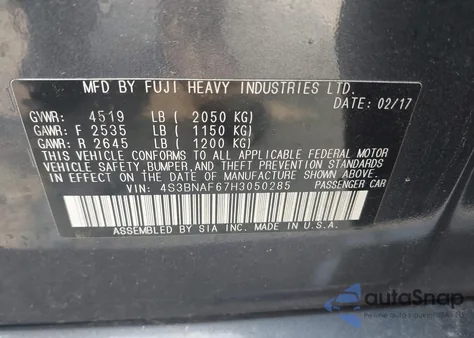 MFD BY FUJI HEAVY INDUSTRIES LTD.
DATE: 02/17
GVWR: 4519 LB ( 2050 KG)
GAWR: F 2535 LB ( 1150 KG)
GAWR: R 2645 LB ( 1200 KG)
THIS VEHICLE CONFORMS TO ALL APPLICABLE FEDERAL MOTOR
VEHICLE SAFETY, BUMPER, AND THEFT PREVENTION STANDARDS
IN EFFECT ON THE DATE OF MANUFACTURE SHOWN ABOVE.
VIN: 4S3BNAF67H3050285 PASSENGER CAR
ASSEMBLED BY SIA INC. MADE IN U.S.A.
autoSnap